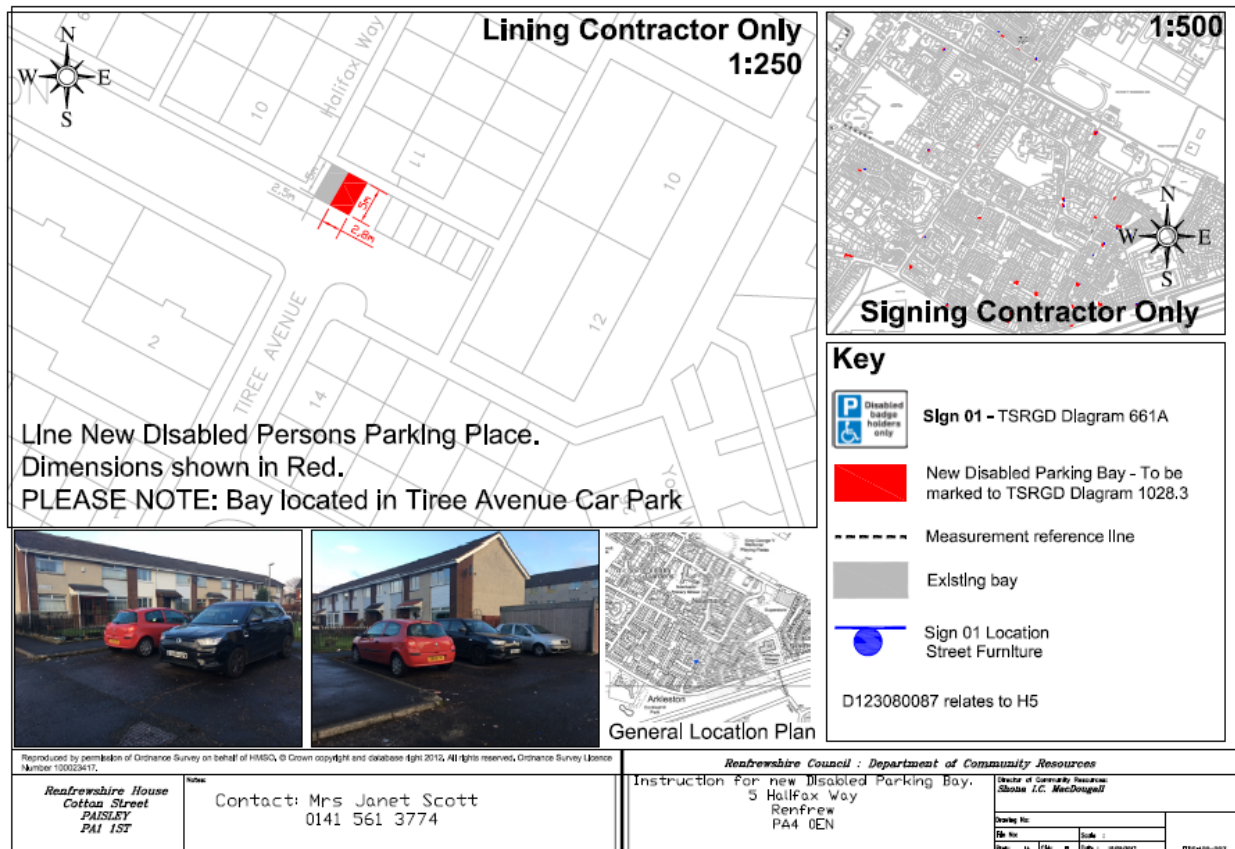 Lining Contractor Only
1:250
N
W
E
S
Halifax Way
10
11
5m
2.5m
5m
2.8m
10
12
2
TIREE AVENUE
14
Line New Disabled Persons Parking Place.
Dimensions shown in Red.
PLEASE NOTE: Bay located in Tiree Avenue Car Park
1:500
N
W
E
S
Signing Contractor Only
Key
P
Disabled
badge
holders
only
Sign 01 - TSRGD Diagram 661A
New Disabled Parking Bay - To be
marked to TSRGD Diagram 1028.3
Measurement reference line
Existing bay
Sign 01 Location
Street Furniture
D123080087 relates to H5
Arkleston
General Location Plan
Reproduced by permission of Ordnance Survey on behalf of HMSO. © Crown copyright and database right 2012. All rights reserved. Ordnance Survey Licence
Number 100023417.
Renfrewshire House
Cotton Street
PAISLEY
PA1 1ST
Notes:
Contact: Mrs Janet Scott
0141 561 3774
Renfrewshire Council : Department of Community Resources
Instruction for new Disabled Parking Bay.
5 Halifax Way
Renfrew
PA4 0EN
Director of Community Resources:
Shona I.C. MacDougall
Drawing No:
File No:
Scale :